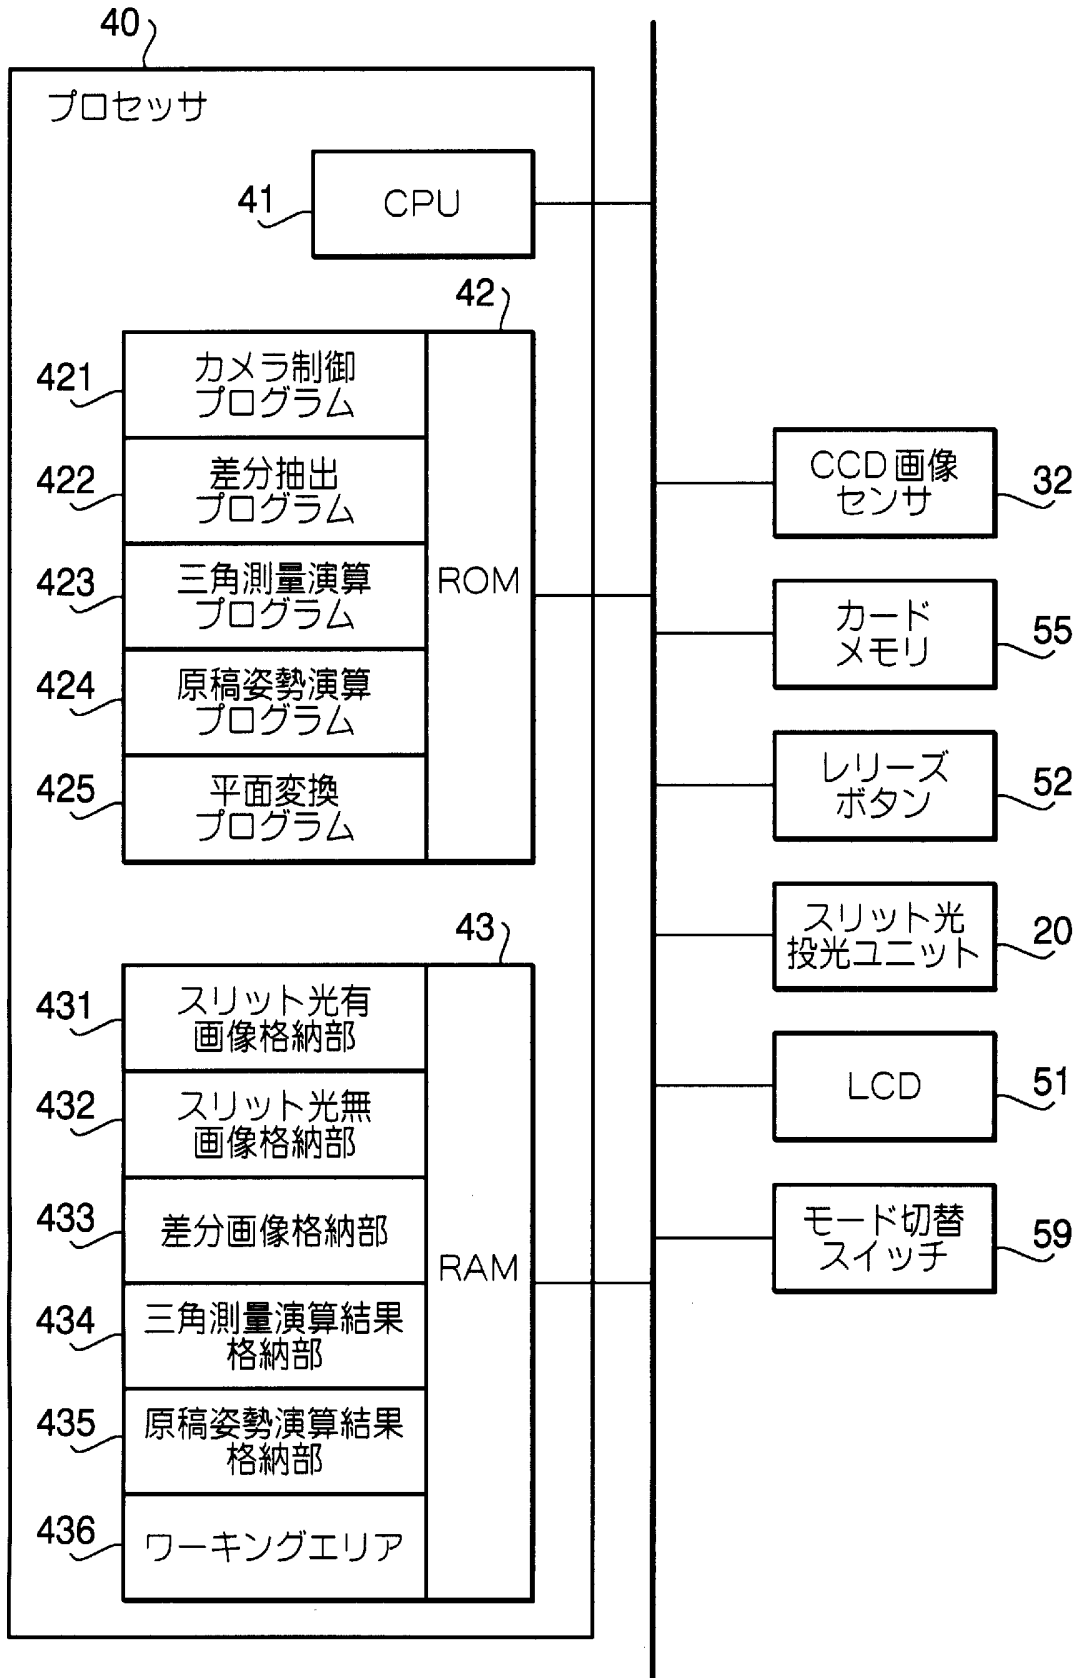 40
プロセッサ
41
CPU
42
421
カメラ制御
プログラム
422
差分抽出
プログラム
423
三角測量演算
プログラム
424
原稿姿勢演算
プログラム
425
平面変換
プログラム
ROM
43
431
スリット光有
画像格納部
432
スリット光無
画像格納部
433
差分画像格納部
434
三角測量演算結果
格納部
435
原稿姿勢演算結果
格納部
436
ワーキングエリア
RAM
CCD画像
センサ
32
カード
メモリ
55
レリーズ
ボタン
52
スリット光
投光ユニット
20
LCD
51
モード切替
スイッチ
59